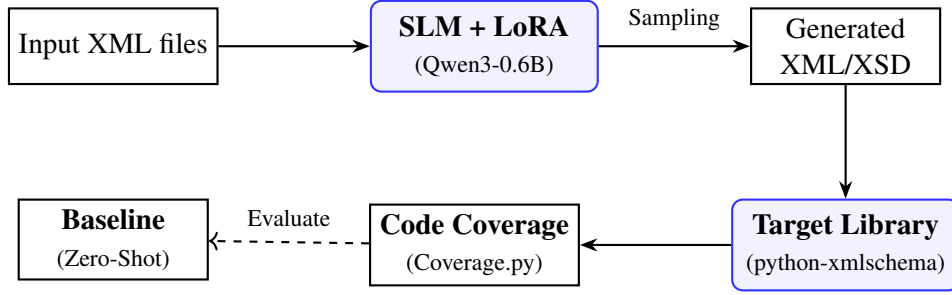 Input XML files
SLM + LoRA
(Qwen3-0.6B)
Sampling
Generated
XML/XSD
Baseline
(Zero-Shot)
Evaluate
Code Coverage
(Coverage.py)
Target Library
(python-xmlschema)